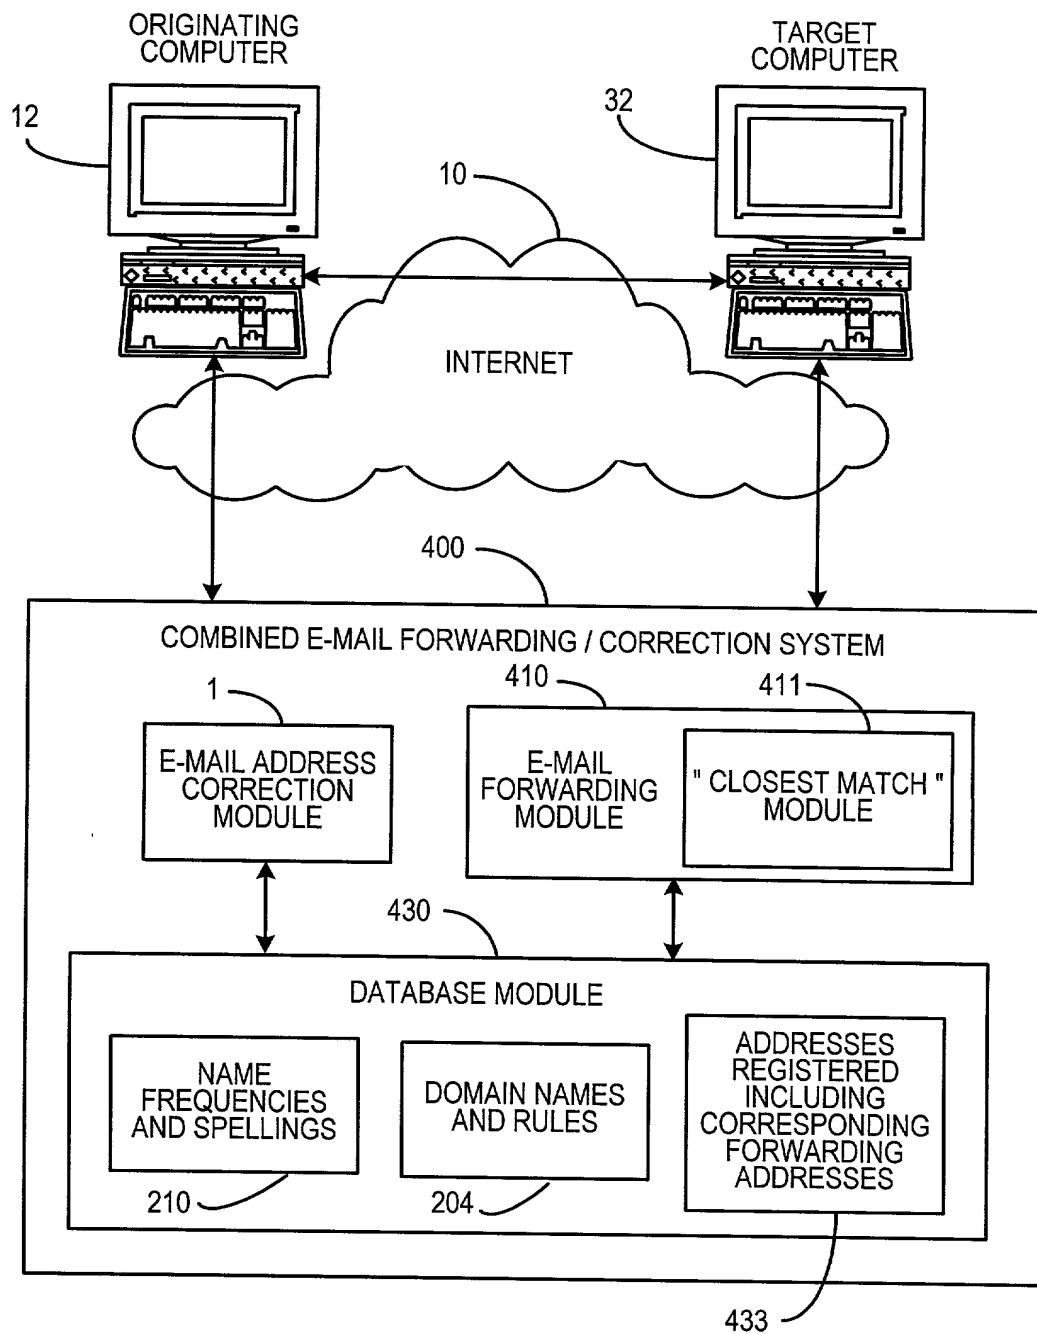 ORIGINATING
COMPUTER
TARGET
COMPUTER
12
32
10
INTERNET
400
COMBINED E-MAIL FORWARDING / CORRECTION SYSTEM
1
410
411
E-MAIL ADDRESS
CORRECTION
MODULE
E-MAIL
FORWARDING
MODULE
" CLOSEST MATCH "
MODULE
430
DATABASE MODULE
NAME
FREQUENCIES
AND SPELLINGS
DOMAIN NAMES
AND RULES
ADDRESSES
REGISTERED
INCLUDING
CORRESPONDING
FORWARDING
ADDRESSES
210
204
433